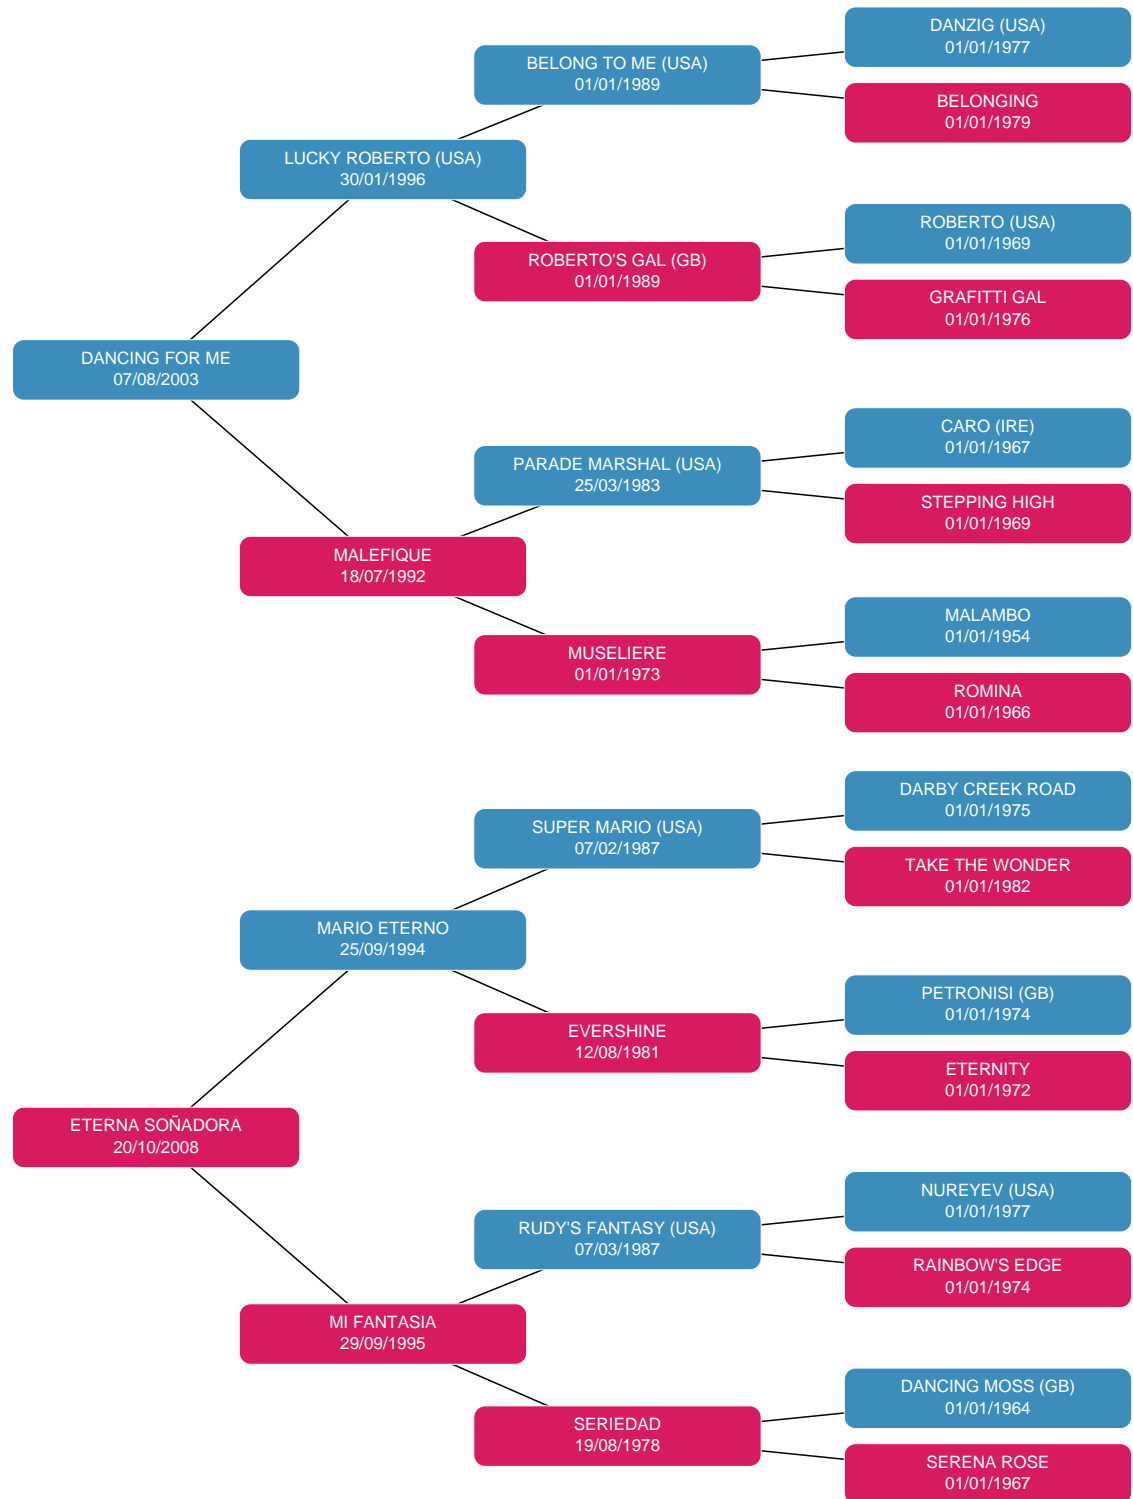 DANZIG (USA)
01/01/1977
BELONG TO ME (USA)
01/01/1989
BELONGING
01/01/1979
LUCKY ROBERTO (USA)
30/01/1996
ROBERTO (USA)
01/01/1969
ROBERTO'S GAL (GB)
01/01/1989
GRAFITTI GAL
01/01/1976
DANCING FOR ME
07/08/2003
CARO (IRE)
01/01/1967
PARADE MARSHAL (USA)
25/03/1983
STEPPING HIGH
01/01/1969
MALEFIQUE
18/07/1992
MALAMBO
01/01/1954
MUSELIERE
01/01/1973
ROMINA
01/01/1966
DARBY CREEK ROAD
01/01/1975
SUPER MARIO (USA)
07/02/1987
TAKE THE WONDER
01/01/1982
MARIO ETERNO
25/09/1994
PETRONISI (GB)
01/01/1974
EVERSHINE
12/08/1981
ETERNITY
01/01/1972
ETERNA SOÑADORA
20/10/2008
NUREYEV (USA)
01/01/1977
RUDY'S FANTASY (USA)
07/03/1987
RAINBOW'S EDGE
01/01/1974
MI FANTASIA
29/09/1995
DANCING MOSS (GB)
01/01/1964
SERIEDAD
19/08/1978
SERENA ROSE
01/01/1967